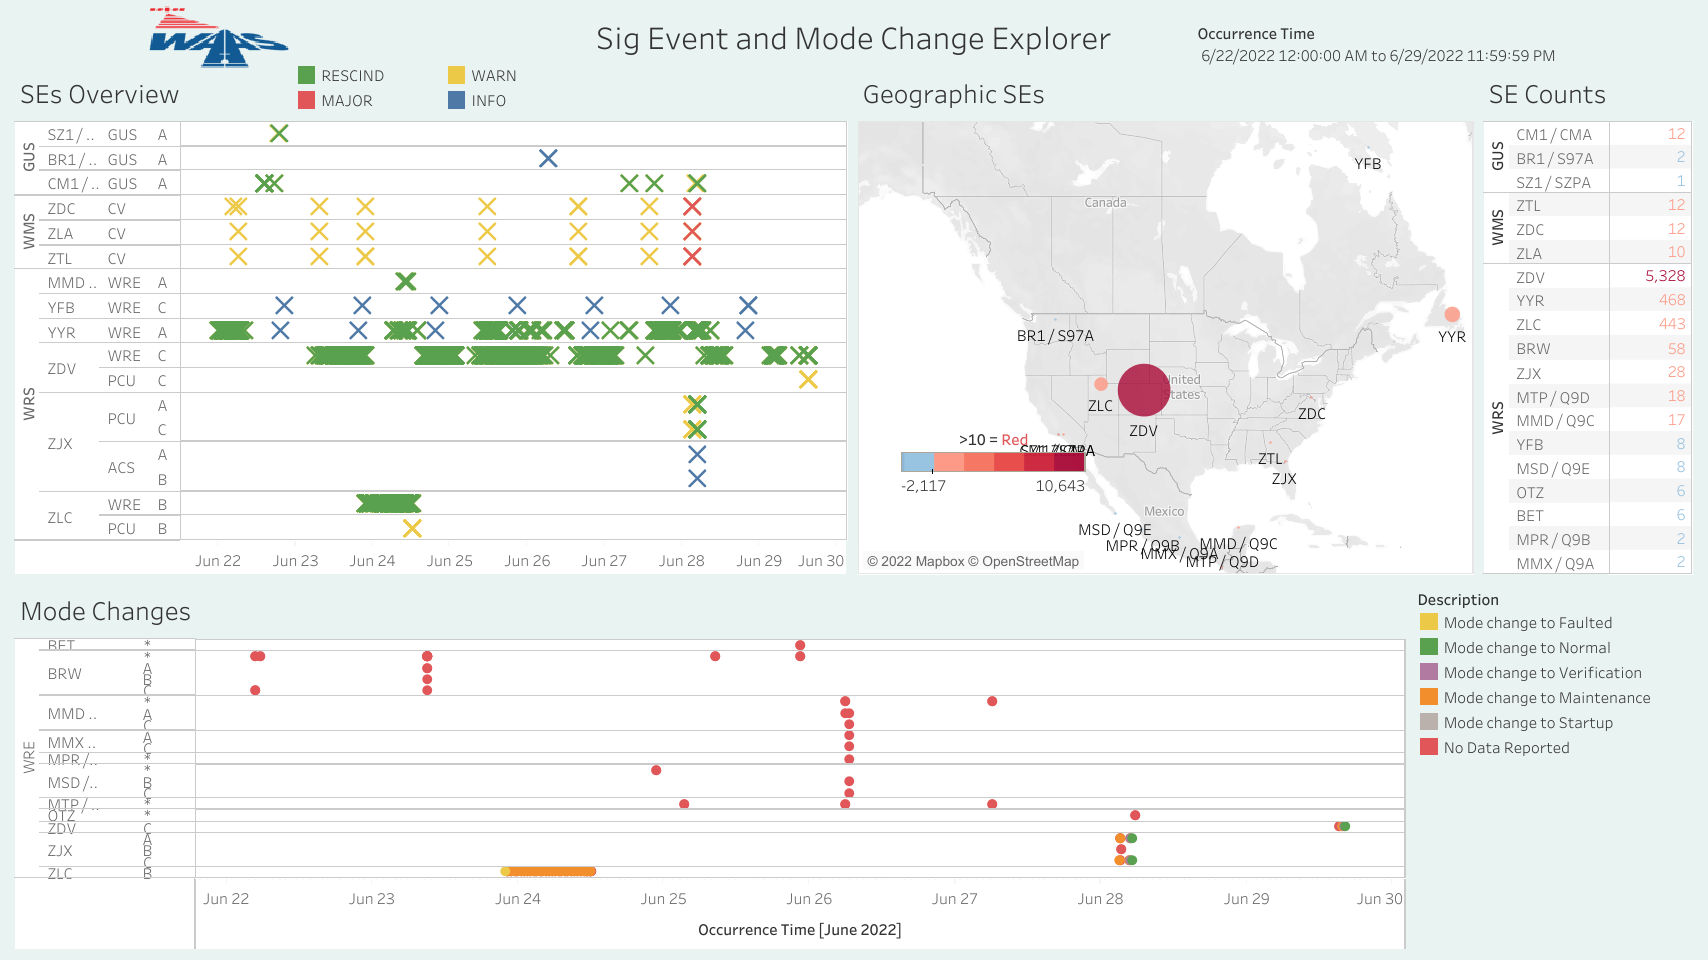 WAAS
Sig Event and Mode Change Explorer
Occurrence Time
6/22/2022 12:00:00 AM to 6/29/2022 11:59:59 PM
RESCIND
WARN
MAJOR
INFO
SEs Overview
GUS
SZ1/ .. GUS A
BR1/ .. GUS A
CM1/ .. GUS A
WMS
ZDC CV
ZLA CV
ZTL CV
WRS
MMD .. WRE A
YFB WRE C
YYR WRE A
ZDV WRE C
PCU C
ZJX PCU A
C
ACS A
B
ZLC WRE B
PCU B
Jun 22 Jun 23 Jun 24 Jun 25 Jun 26 Jun 27 Jun 28 Jun 29 Jun 30
Geographic SEs
YFB
Canada
YYR
BR1 / S97A
United
States
ZLC
ZDV
ZDC
ZTL
ZJX
>10 = Red
-2,117 10,643
Mexico
MSD / Q9E
MPR / Q9B
MMD / Q9C
MMX / Q9A
MTP / Q9D
© 2022 Mapbox © OpenStreetMap
SE Counts
GUS
CM1 / CMA 12
BR1 / S97A 2
SZ1 / SZPA 1
WMS
ZTL 12
ZDC 12
ZLA 10
WRS
ZDV 5,328
YYR 468
ZLC 443
BRW 58
ZJX 28
MTP / Q9D 18
MMD / Q9C 17
YFB 8
MSD / Q9E 8
OTZ 6
BET 6
MPR / Q9B 2
MMX / Q9A 2
Mode Changes
WRE
BET *
BRW *
A
B
C
MMD .. *
A
C
MMX .. A
C
MPR /.. *
MSD /.. *
B
C
MTP / .. *
OTZ *
ZDV C
ZJX A
B
C
ZLC B
Jun 22 Jun 23 Jun 24 Jun 25 Jun 26 Jun 27 Jun 28 Jun 29 Jun 30
Occurrence Time [June 2022]
Description
Mode change to Faulted
Mode change to Normal
Mode change to Verification
Mode change to Maintenance
Mode change to Startup
No Data Reported